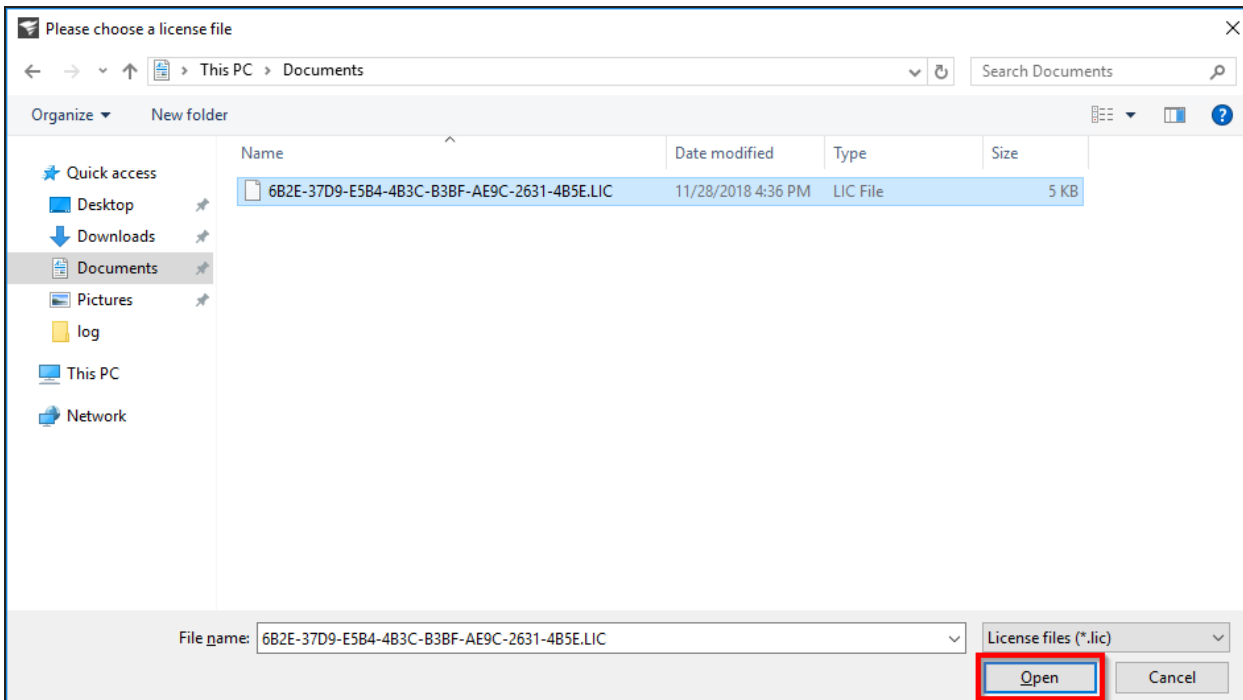 Please choose a license file
This PC > Documents
Search Documents
Organize
New folder
Name
Date modified
Type
Size
Quick access
6B2E-37D9-E5B4-4B3C-B3BF-AE9C-2631-4B5E.LIC
11/28/2018 4:36 PM
LIC File
5 KB
Desktop
Downloads
Documents
Pictures
log
This PC
Network
File name:
6B2E-37D9-E5B4-4B3C-B3BF-AE9C-2631-4B5E.LIC
License files (*.lic)
Open
Cancel